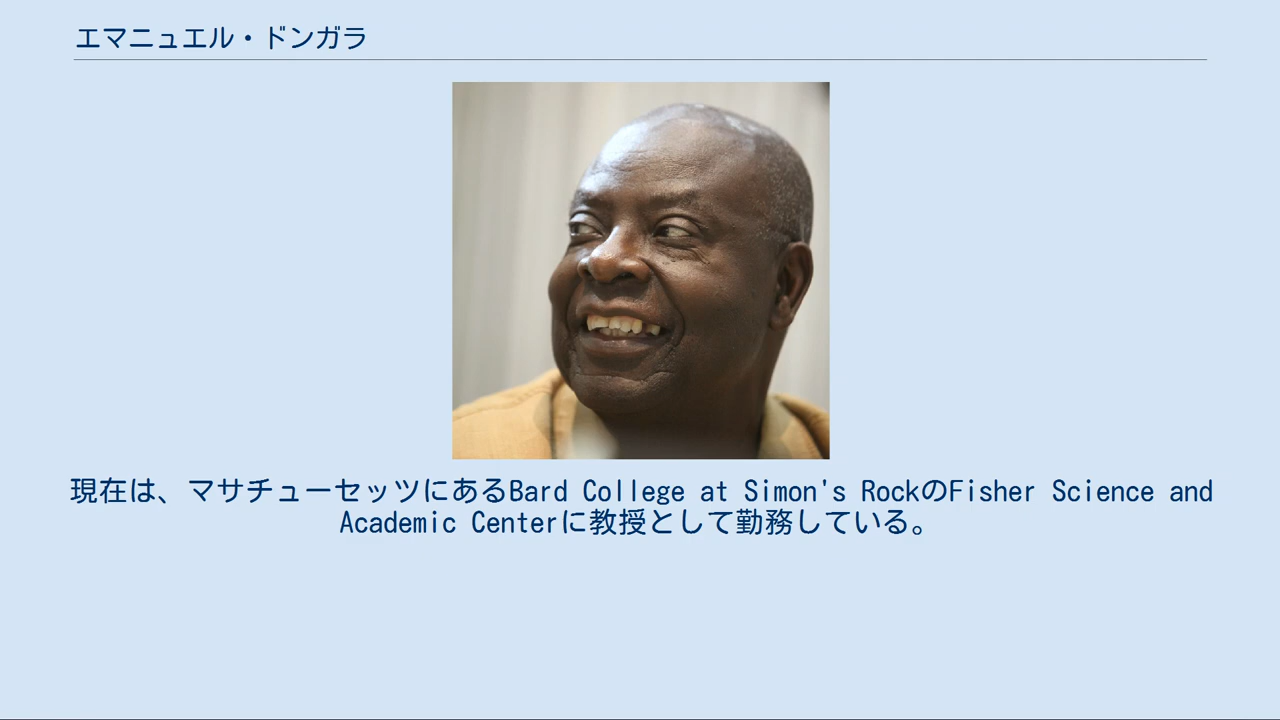 エマニュエル・ドンガラ
現在は、マサチューセッツにあるBard College at Simon's RockのFisher Science and
Academic Centerに教授として勤務している。